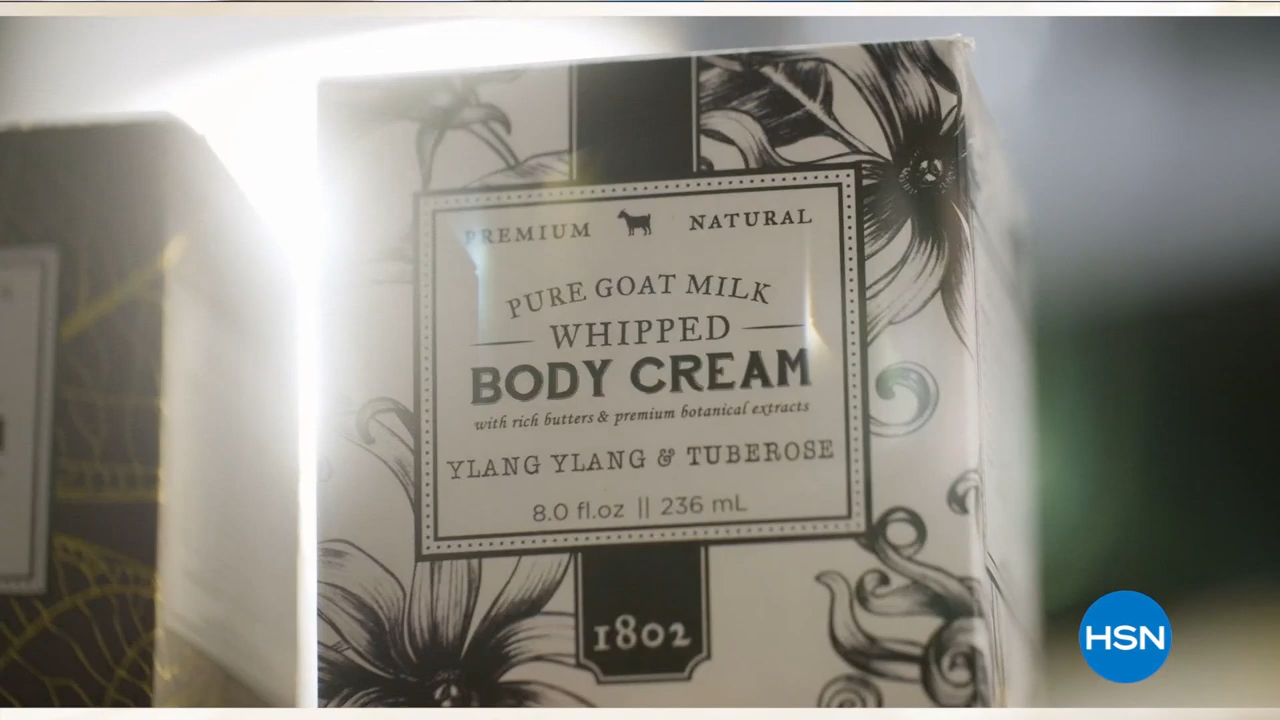 PREMIUM NATURAL
PURE GOAT MILK
WHIPPED
BODY CREAM
with rich butters & premium botanical extracts
YLANG YLANG & TUBEROSE
8.0 fl.oz || 236 mL
1802
HSN